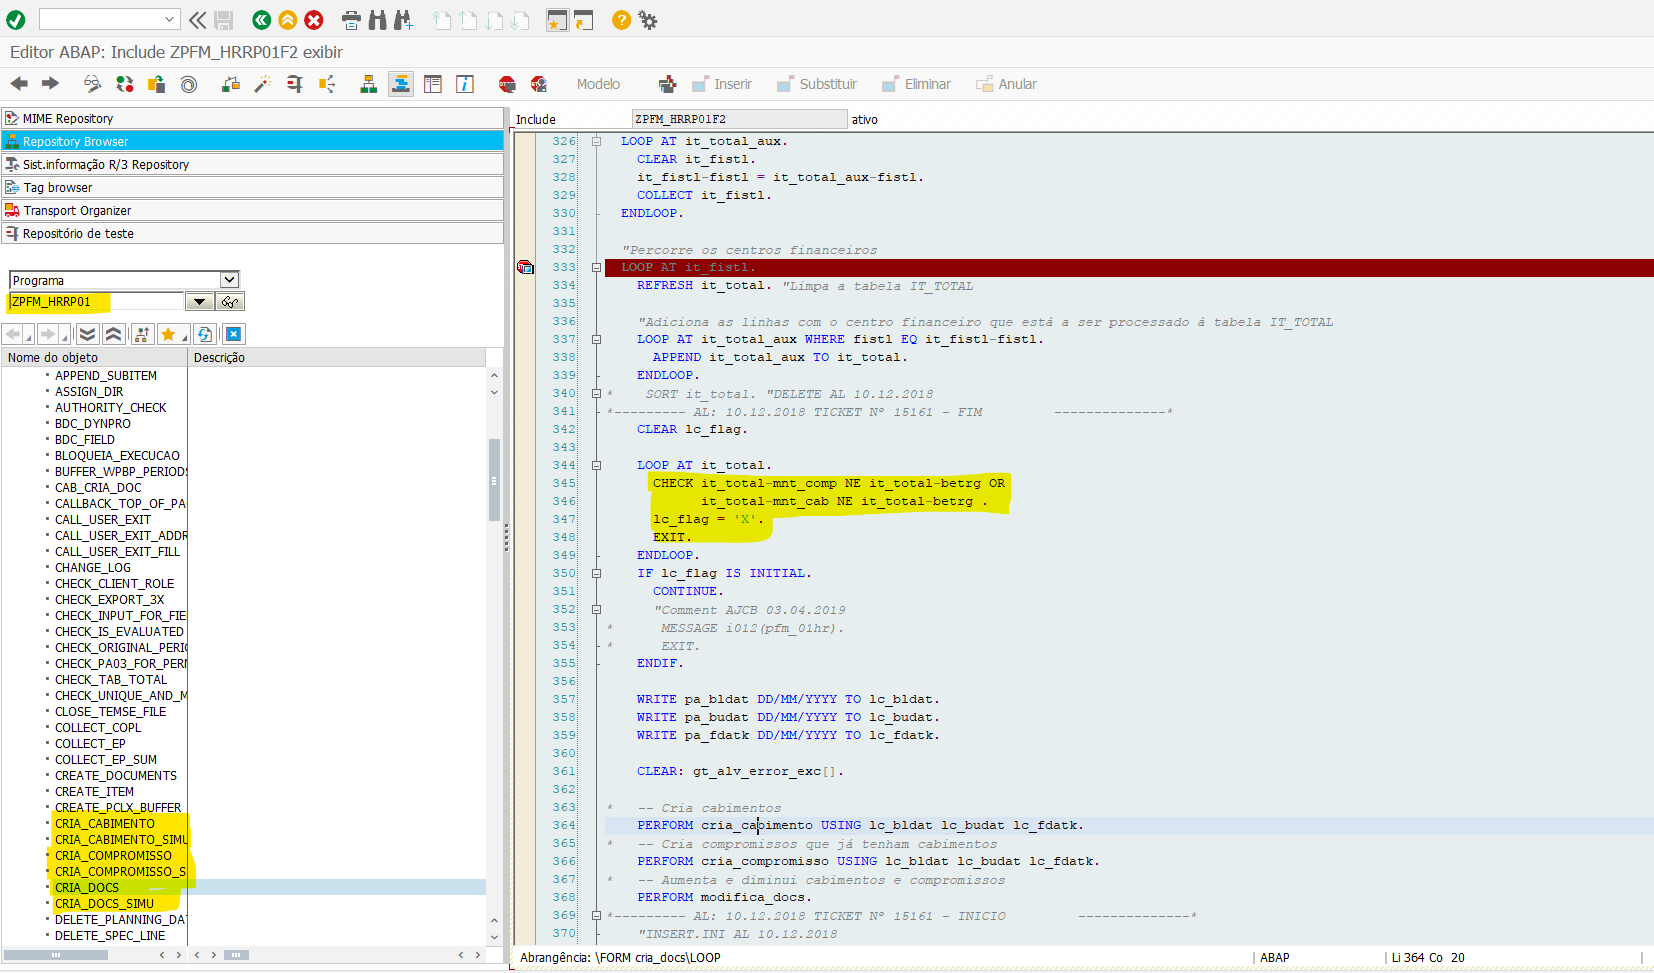 Editor ABAP: Include ZPFM_HRRP01F2 exibir
Modelo Inserir Substituir Eliminar Anular
MIME Repository
Repository Browser
Sist.informação R/3 Repository
Tag browser
Transport Organizer
Repositório de teste
Programa
ZPFM_HRRP01
Nome do objeto Descrição
APPEND_SUBITEM
ASSIGN_DIR
AUTHORITY_CHECK
BDC_DYNPRO
BDC_FIELD
BLOQUEIA_EXECUCAO
BUFFER_WPBP_PERIODS
CAB_CRIA_DOC
CALLBACK_TOP_OF_PA
CALL_USER_EXIT
CALL_USER_EXIT_ADDR
CALL_USER_EXIT_FILL
CHANGE_LOG
CHECK_CLIENT_ROLE
CHECK_EXPORT_3X
CHECK_INPUT_FOR_FIE
CHECK_IS_EVALUATED
CHECK_ORIGINAL_PERIO
CHECK_PA03_FOR_PERN
CHECK_TAB_TOTAL
CHECK_UNIQUE_AND_M
CLOSE_TEMSE_FILE
COLLECT_COPL
COLLECT_EP
COLLECT_EP_SUM
CREATE_DOCUMENTS
CREATE_ITEM
CREATE_PCLX_BUFFER
CRIA_CABIMENTO
CRIA_CABIMENTO_SIMU
CRIA_COMPROMISSO
CRIA_COMPROMISSO_S
CRIA_DOCS
CRIA_DOCS_SIMU
DELETE_PLANNING_DA
DELETE_SPEC_LINE
Include ZPFM_HRRP01F2 ativo
326 LOOP AT it_total_aux.
327 CLEAR it_fistl.
328 it_fistl-fistl = it_total_aux-fistl.
329 COLLECT it_fistl.
330 ENDLOOP.
331
332 "Percorre os centros financeiros
333 LOOP AT it_fistl.
334 REFRESH it_total. "Limpa a tabela IT_TOTAL
335
336 "Adiciona as linhas com o centro financeiro que está a ser processado à tabela IT_TOTAL
337 LOOP AT it_total_aux WHERE fistl EQ it_fistl-fistl.
338 APPEND it_total_aux TO it_total.
339 ENDLOOP.
340 * SORT it_total. "DELETE AL 10.12.2018
341 *--------- AL: 10.12.2018 TICKET Nº 15161 - FIM --------------*
342 CLEAR lc_flag.
343
344 LOOP AT it_total.
345 CHECK it_total-mnt_comp NE it_total-betrg OR
346 it_total-mnt_cab NE it_total-betrg .
347 lc_flag = 'X'.
348 EXIT.
349 ENDLOOP.
350 IF lc_flag IS INITIAL.
351 CONTINUE.
352 "Comment AJCB 03.04.2019
353 * MESSAGE i012(pfm_01hr).
354 * EXIT.
355 ENDIF.
356
357 WRITE pa_bldat DD/MM/YYYY TO lc_bldat.
358 WRITE pa_budat DD/MM/YYYY TO lc_budat.
359 WRITE pa_fdatk DD/MM/YYYY TO lc_fdatk.
360
361 CLEAR: gt_alv_error_exc[].
362
363 * -- Cria cabimentos
364 PERFORM cria_cabimento USING lc_bldat lc_budat lc_fdatk.
365 * -- Cria compromissos que já tenham cabimentos
366 PERFORM cria_compromisso USING lc_bldat lc_budat lc_fdatk.
367 * -- Aumenta e diminui cabimentos e compromissos
368 PERFORM modifica_docs.
369 *--------- AL: 10.12.2018 TICKET Nº 15161 - INICIO --------------*
370 "INSERT.INI AL 10.12.2018
Abrangência: \FORM cria_docs\LOOP ABAP Li 364 Co 20